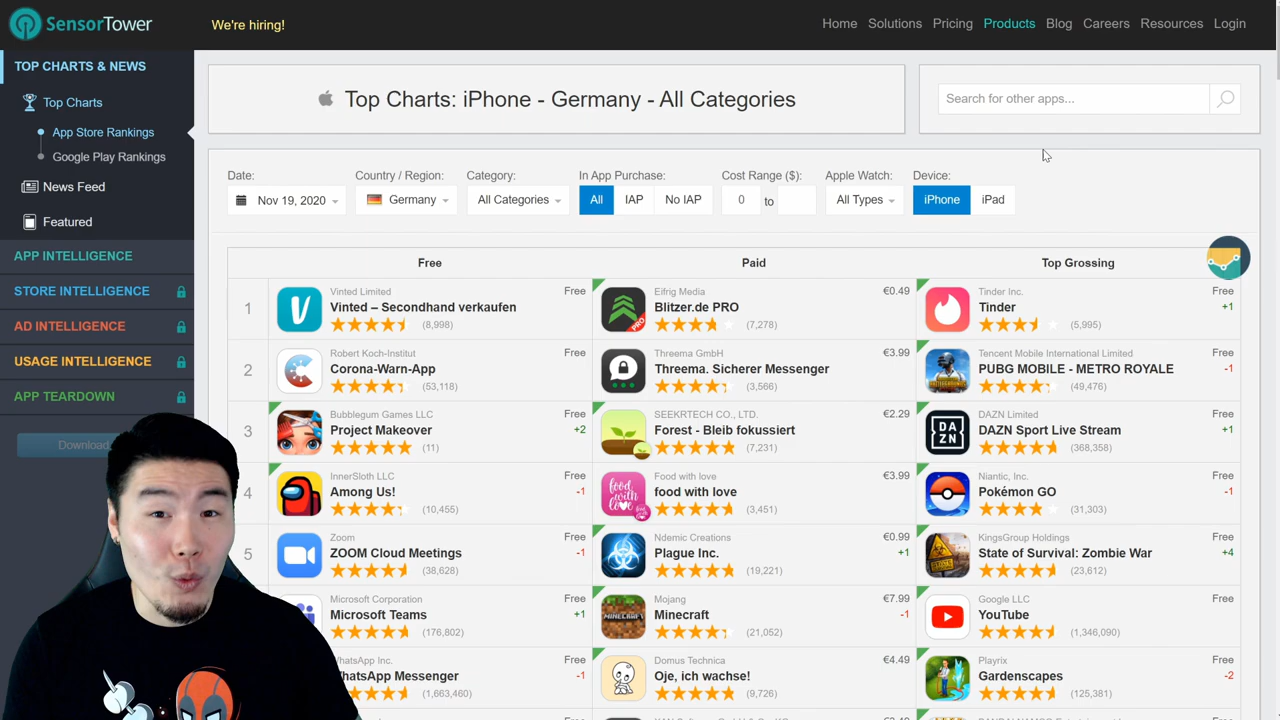 SensorTower
We're hiring!
Home Solutions Pricing Products Blog Careers Resources Login
TOP CHARTS & NEWS
Top Charts
App Store Rankings
Google Play Rankings
News Feed
Featured
APP INTELLIGENCE
STORE INTELLIGENCE
AD INTELLIGENCE
USAGE INTELLIGENCE
APP TEARDOWN
Download
Top Charts: iPhone - Germany - All Categories
Search for other apps...
Date: Country / Region: Category: In App Purchase: Cost Range ($): Apple Watch: Device:
Nov 19, 2020 Germany All Categories All IAP No IAP 0 to All Types iPhone iPad
Free Paid Top Grossing
1
Vinted Limited Free
Vinted – Secondhand verkaufen
(8,998)
PRO
Eifrig Media €0.49
Blitzer.de PRO
(7,278)
Tinder Inc. Free
Tinder +1
(5,995)
2
Robert Koch-Institut Free
Corona-Warn-App
(53,118)
Threema GmbH €3.99
Threema. Sicherer Messenger
(3,566)
Tencent Mobile International Limited Free
PUBG MOBILE - METRO ROYALE -1
(49,476)
3
Bubblegum Games LLC Free
Project Makeover +2
(11)
SEEKRTECH CO., LTD. €2.29
Forest - Bleib fokussiert
(7,231)
DA
ZN
DAZN Limited Free
DAZN Sport Live Stream +1
(368,358)
4
InnerSloth LLC Free
Among Us! -1
(10,455)
food
with
love
Food with love €3.99
food with love
(3,451)
Niantic, Inc. Free
Pokémon GO -1
(31,303)
5
Zoom Free
ZOOM Cloud Meetings -1
(38,628)
Ndemic Creations €0.99
Plague Inc. +1
(19,221)
KingsGroup Holdings Free
State of Survival: Zombie War +4
(23,612)
Microsoft Corporation Free
Microsoft Teams +1
(176,802)
MINECRAFT
Mojang €7.99
Minecraft -1
(21,052)
Google LLC Free
YouTube
(1,346,090)
WhatsApp Inc. Free
WhatsApp Messenger -1
(1,663,460)
Domus Technica €4.49
Oje, ich wachse!
(9,726)
Playrix Free
Gardenscapes -2
(125,381)